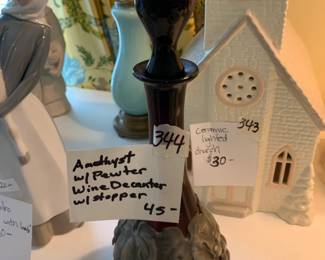 344
Amethyst
w/ Pewter
Wine Decanter
w/ stopper
45-
343
ceramic
lighted
church
$30-